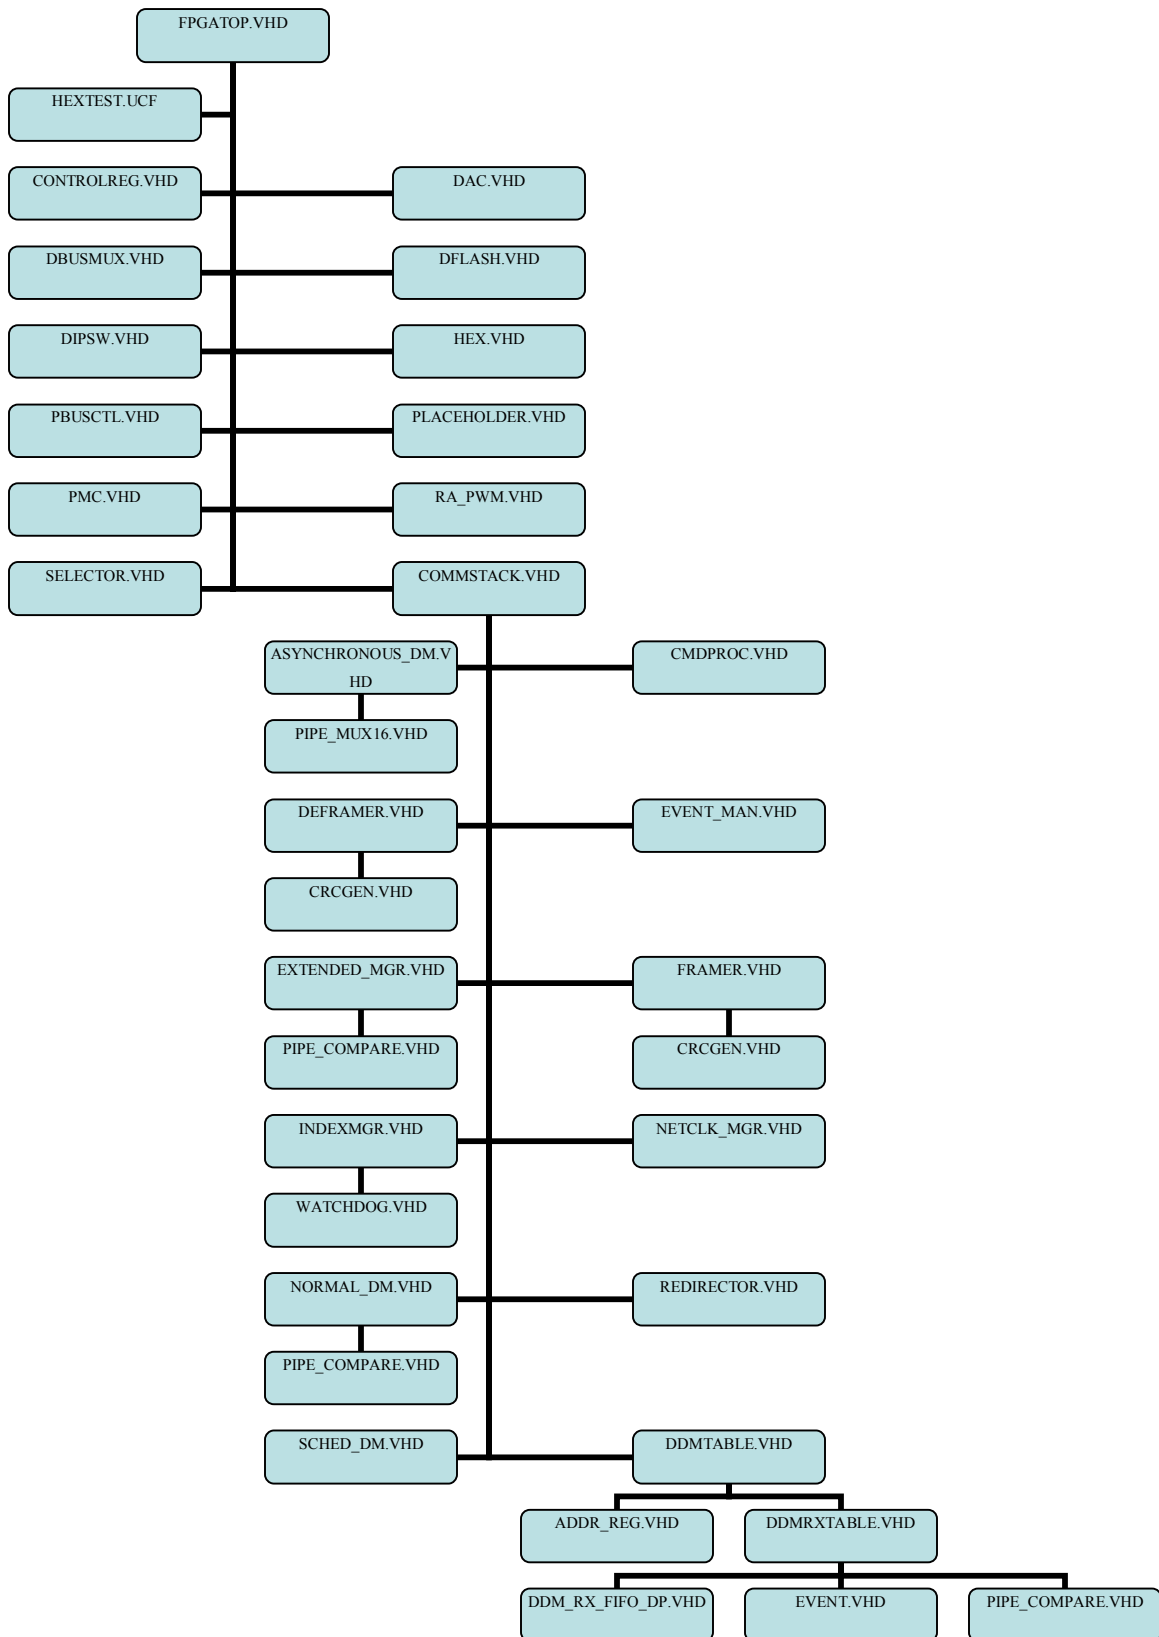 FPGATOP.VHD
HEXTEST.UCF
CONTROLREG.VHD
DAC.VHD
DBUSMUX.VHD
DFLASH.VHD
DIPSW.VHD
HEX.VHD
PBUSCTL.VHD
PLACEHOLDER.VHD
PMC.VHD
RA_PWM.VHD
SELECTOR.VHD
COMMSTACK.VHD
ASYNCHRONOUS_DM.V
HD
CMDPROC.VHD
PIPE_MUX16.VHD
DEFRAMER.VHD
EVENT_MAN.VHD
CRCGEN.VHD
EXTENDED_MGR.VHD
FRAMER.VHD
PIPE_COMPARE.VHD
CRCGEN.VHD
INDEXMGR.VHD
NETCLK_MGR.VHD
WATCHDOG.VHD
NORMAL_DM.VHD
REDIRECTOR.VHD
PIPE_COMPARE.VHD
SCHED_DM.VHD
DDMTABLE.VHD
ADDR_REG.VHD
DDMRXTABLE.VHD
DDM_RX_FIFO_DP.VHD
EVENT.VHD
PIPE_COMPARE.VHD